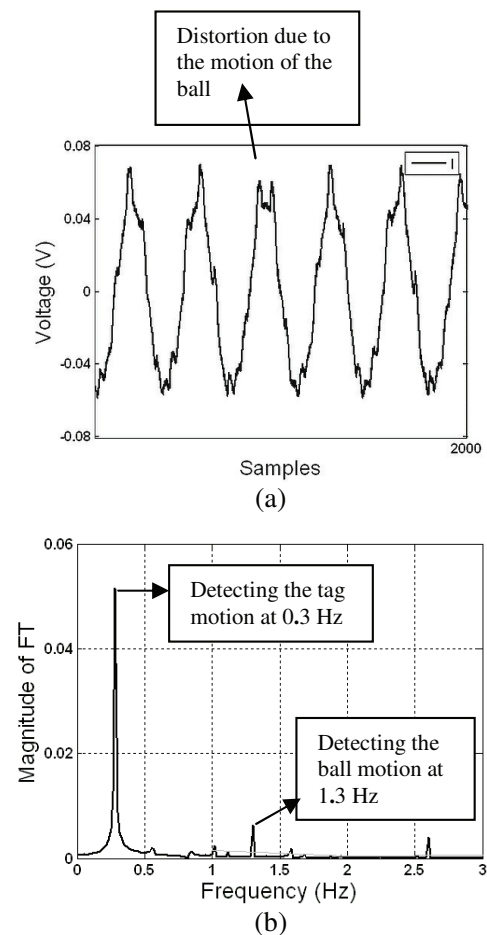 Distortion due to
the motion of the
ball
0.08
0.04
0
-0.04
-0.08
Voltage (V)
I
2000
Samples
(a)
0.06
0.04
0.02
0
Magnitude of FT
Detecting the tag
motion at 0.3 Hz
Detecting the
ball motion at
1.3 Hz
0 0.5 1 1.5 2 2.5 3
Frequency (Hz)
(b)